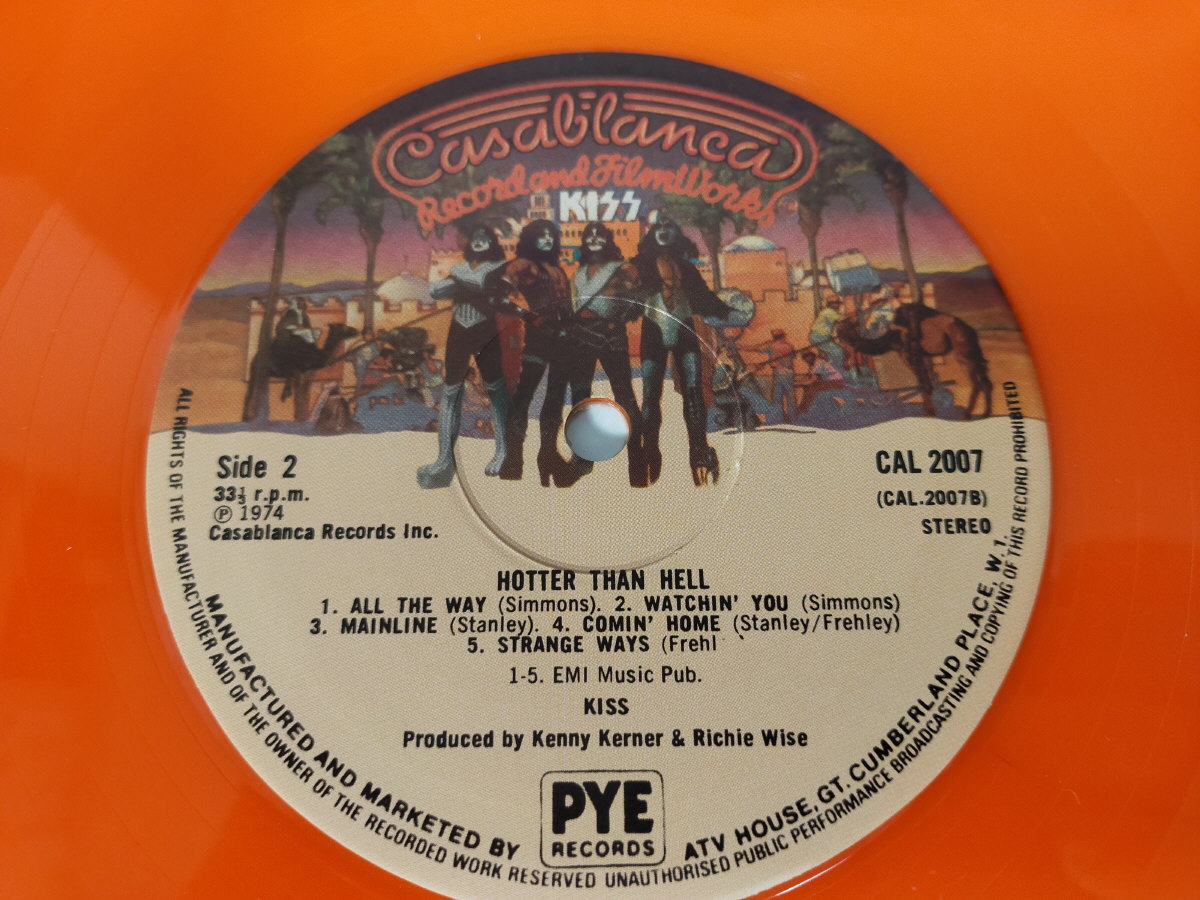 Casablanca
Record and FilmWorks
KISS
Side 2
33⅓ r.p.m.
℗ 1974
Casablanca Records Inc.
CAL 2007
(CAL.2007B)
STEREO
HOTTER THAN HELL
1. ALL THE WAY (Simmons). 2. WATCHIN' YOU (Simmons)
3. MAINLINE (Stanley). 4. COMIN' HOME (Stanley/Frehley)
5. STRANGE WAYS (Frehl
1-5. EMI Music Pub.
KISS
Produced by Kenny Kerner & Richie Wise
PYE
RECORDS
MANUFACTURED AND MARKETED BY
ATV HOUSE, GT. CUMBERLAND PLACE, W.1.
ALL RIGHTS OF THE MANUFACTURER AND OF THE OWNER OF THE RECORDED WORK RESERVED UNAUTHORISED PUBLIC PERFORMANCE BROADCASTING AND COPYING OF THIS RECORD PROHIBITED